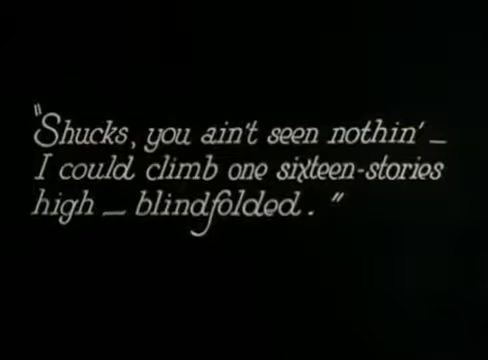 "Shucks, you ain't seen nothin' —
I could climb one sixteen-stories
high — blindfolded. "